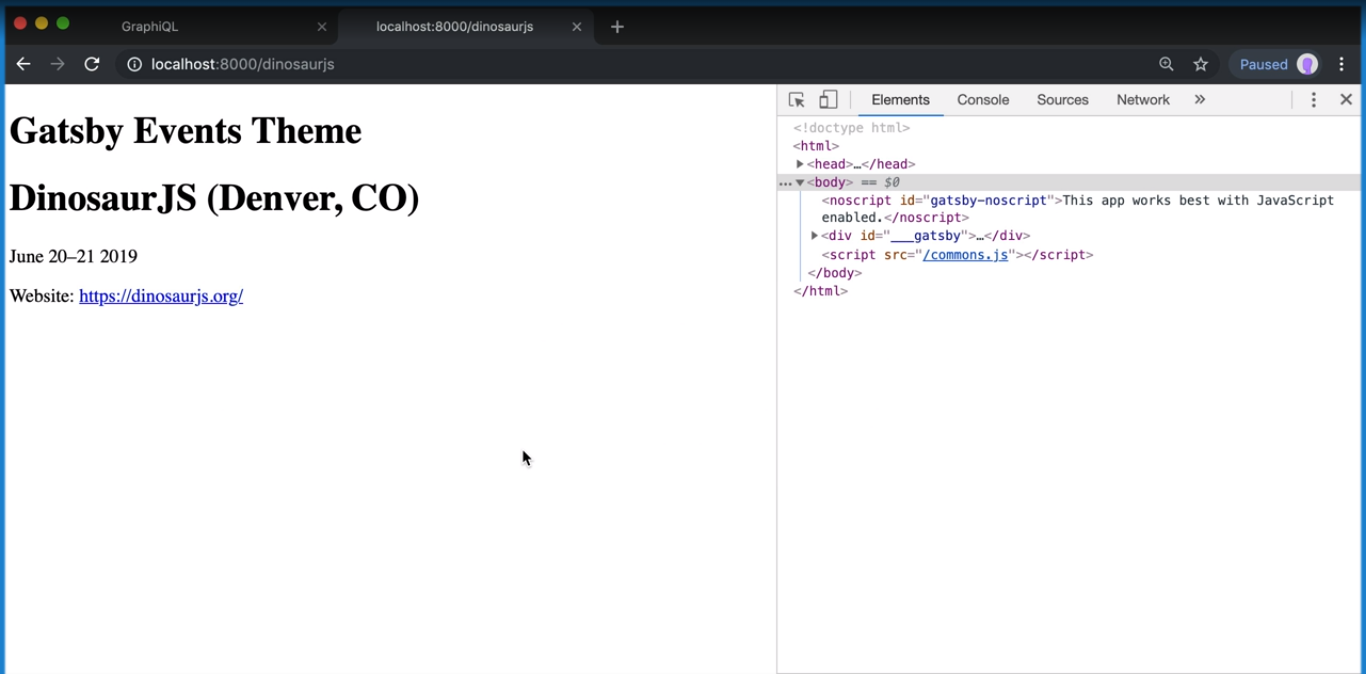 GraphiQL
localhost:8000/dinosaurjs
localhost:8000/dinosaurjs
Paused
Gatsby Events Theme
DinosaurJS (Denver, CO)
June 20–21 2019
Website: https://dinosaurjs.org/
Elements Console Sources Network »
<!doctype html>
<html>
<head>…</head>
… <body> == $0
<noscript id="gatsby-noscript">This app works best with JavaScript
enabled.</noscript>
<div id="___gatsby">…</div>
<script src="/commons.js"></script>
</body>
</html>